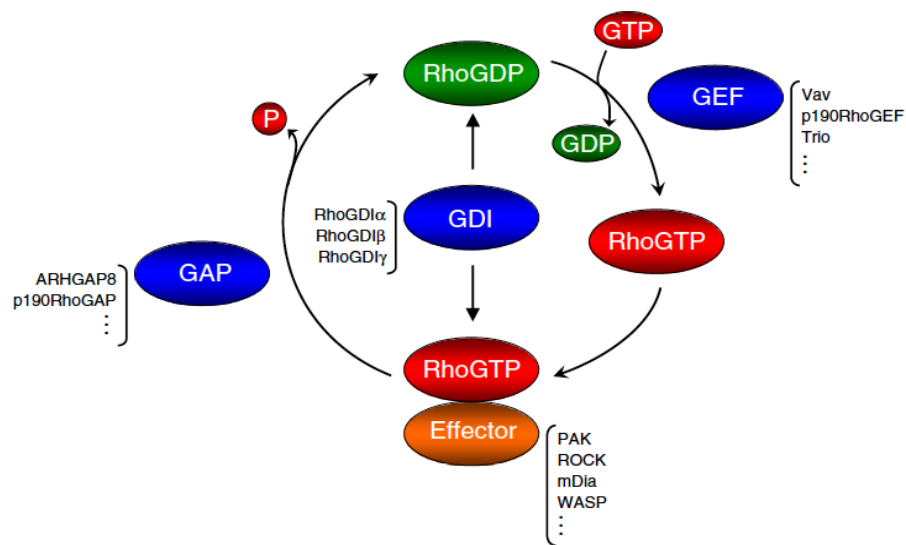 GTP
RhoGDP
GEF
Vav
p190RhoGEF
Trio
⋮
P
GDP
RhoGDIα
RhoGDIβ
RhoGDIγ
GDI
RhoGTP
GAP
ARHGAP8
p190RhoGAP
⋮
RhoGTP
Effector
PAK
ROCK
mDia
WASP
⋮